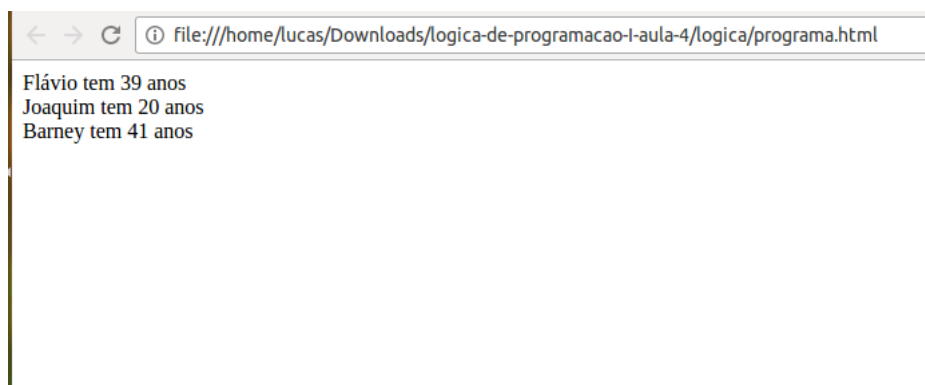 file:///home/lucas/Downloads/logica-de-programacao-I-aula-4/logica/programa.html
Flávio tem 39 anos
Joaquim tem 20 anos
Barney tem 41 anos